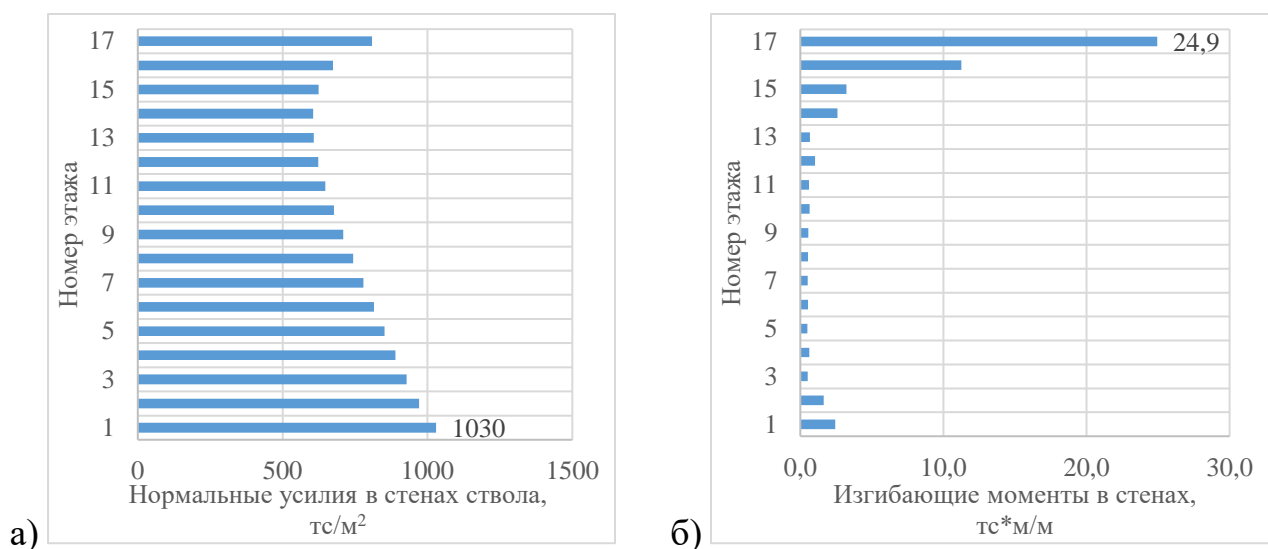 17
15
13
11
9
7
5
3
1
Номер этажа
1030
0 500 1000 1500
Нормальные усилия в стенах ствола,
тс/м²
а)
17
15
13
11
9
7
5
3
1
Номер этажа
24,9
0,0 10,0 20,0 30,0
Изгибающие моменты в стенах,
тс*м/м
б)